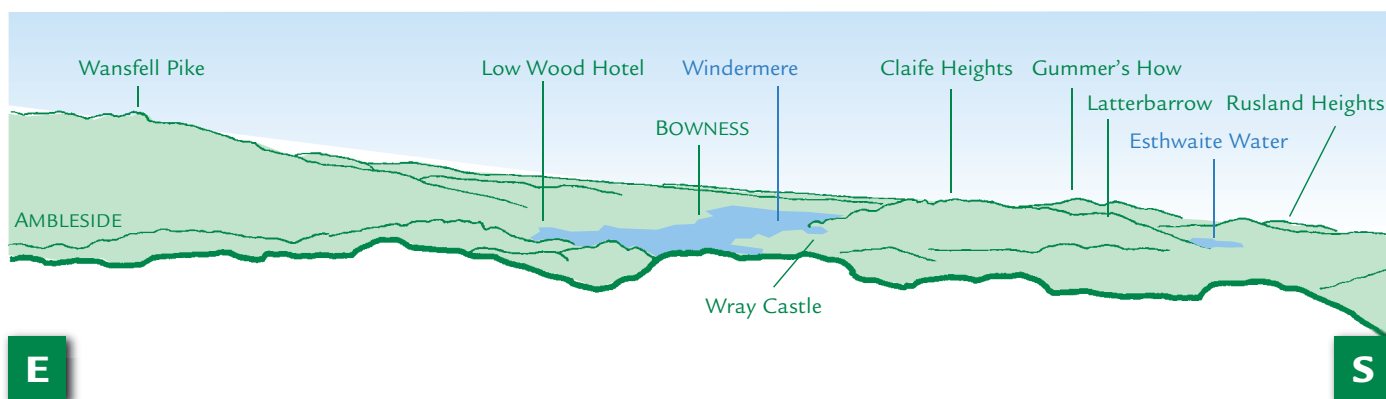 Wansfell Pike
Low Wood Hotel
Windermere
Claife Heights
Gummer's How
Latterbarrow
Rusland Heights
BOWNESS
Esthwaite Water
AMBLESIDE
Wray Castle
E
S